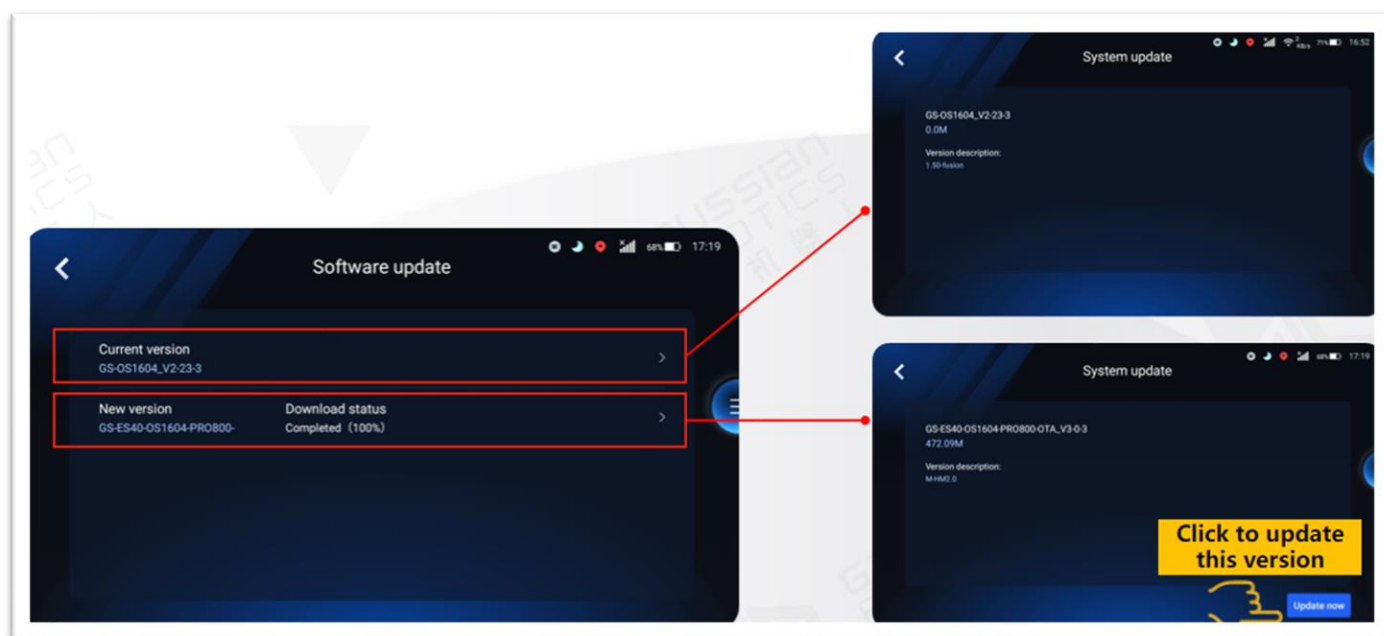 Software update
68% 17:19
Current version
GS-OS1604_V2-23-3
New version
GS-ES40-OS1604-PRO800-
Download status
Completed（100%）
System update
71% 16:52
GS-OS1604_V2-23-3
0.0M
Version description:
1.50-fusion
System update
68% 17:19
GS-ES40-OS1604-PRO800-OTA_V3-0-3
472.09M
Version description:
M-HM2.0
Click to update
this version
Update now